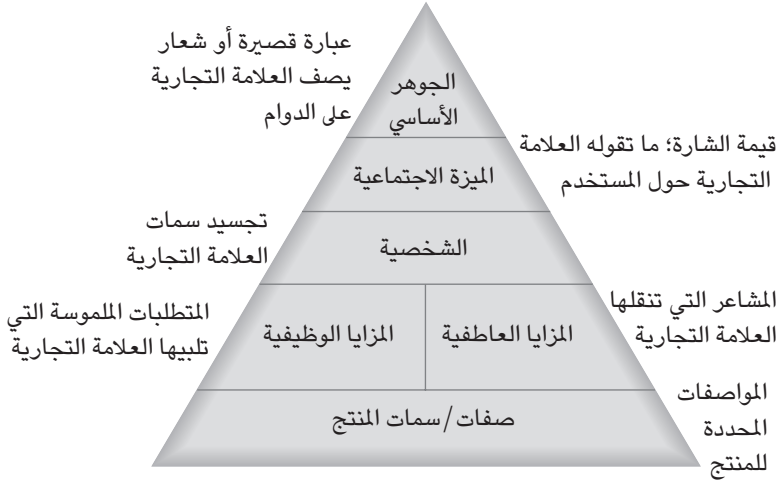 عبارة قصيرة أو شعار
يصف العلامة التجارية
على الدوام
الجوهر
الأساسي
قيمة الشارة؛ ما تقوله العلامة
التجارية حول المستخدم
الميزة الاجتماعية
تجسيد سمات
العلامة التجارية
الشخصية
المشاعر التي تنقلها
العلامة التجارية
المزايا العاطفية
المزايا الوظيفية
المتطلبات الملموسة التي
تلبيها العلامة التجارية
المواصفات
المحددة
للمنتج
صفات/سمات المنتج